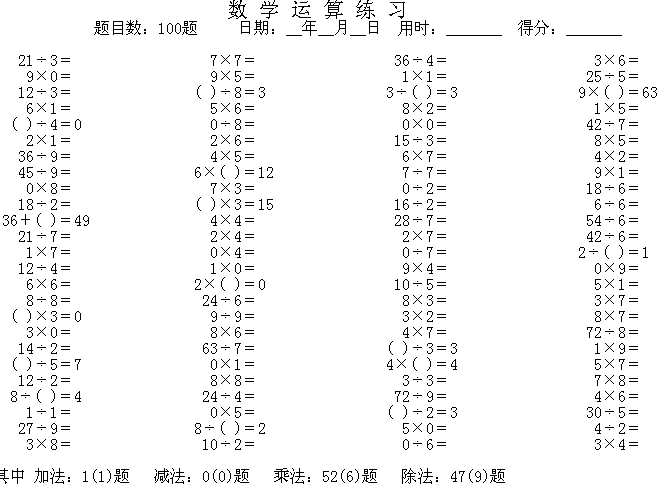 数 学 运 算 练 习
题目数: 100题 日期: __年__月__日 用时: _______ 得分: _______
21÷3= 7×7= 36÷4= 3×6=
9×0= 9×5= 1×1= 25÷5=
12÷3= ( )÷8=3 3÷( )=3 9×( )=63
6×1= 5×6= 8×2= 1×5=
( )÷4=0 0÷8= 0×0= 42÷7=
2×1= 2×6= 15÷3= 8×5=
36÷9= 4×5= 6×7= 4×2=
45÷9= 6×( )=12 7÷7= 9×1=
0×8= 7×3= 0÷2= 18÷6=
18÷2= ( )×3=15 16÷2= 6÷6=
36+( )=49 4×4= 28÷7= 54÷6=
21÷7= 2×4= 2×7= 42÷6=
1×7= 0×4= 0÷7= 2÷( )=1
12÷4= 1×0= 9×4= 0×9=
6×6= 2×( )=0 10÷5= 5×1=
8÷8= 24÷6= 8×3= 3×7=
( )×3=0 9÷9= 3×2= 8×7=
3×0= 8×6= 4×7= 72÷8=
14÷2= 63÷7= ( )÷3=3 1×9=
( )÷5=7 0×1= 4×( )=4 5×7=
12÷2= 8×8= 3÷3= 7×8=
8÷( )=4 24÷4= 72÷9= 4×6=
1÷1= 0×5= ( )÷2=3 30÷5=
27÷9= 8÷( )=2 5×0= 4÷2=
3×8= 10÷2= 0÷6= 3×4=
其中 加法: 1(1)题 减法: 0(0)题 乘法: 52(6)题 除法: 47(9)题